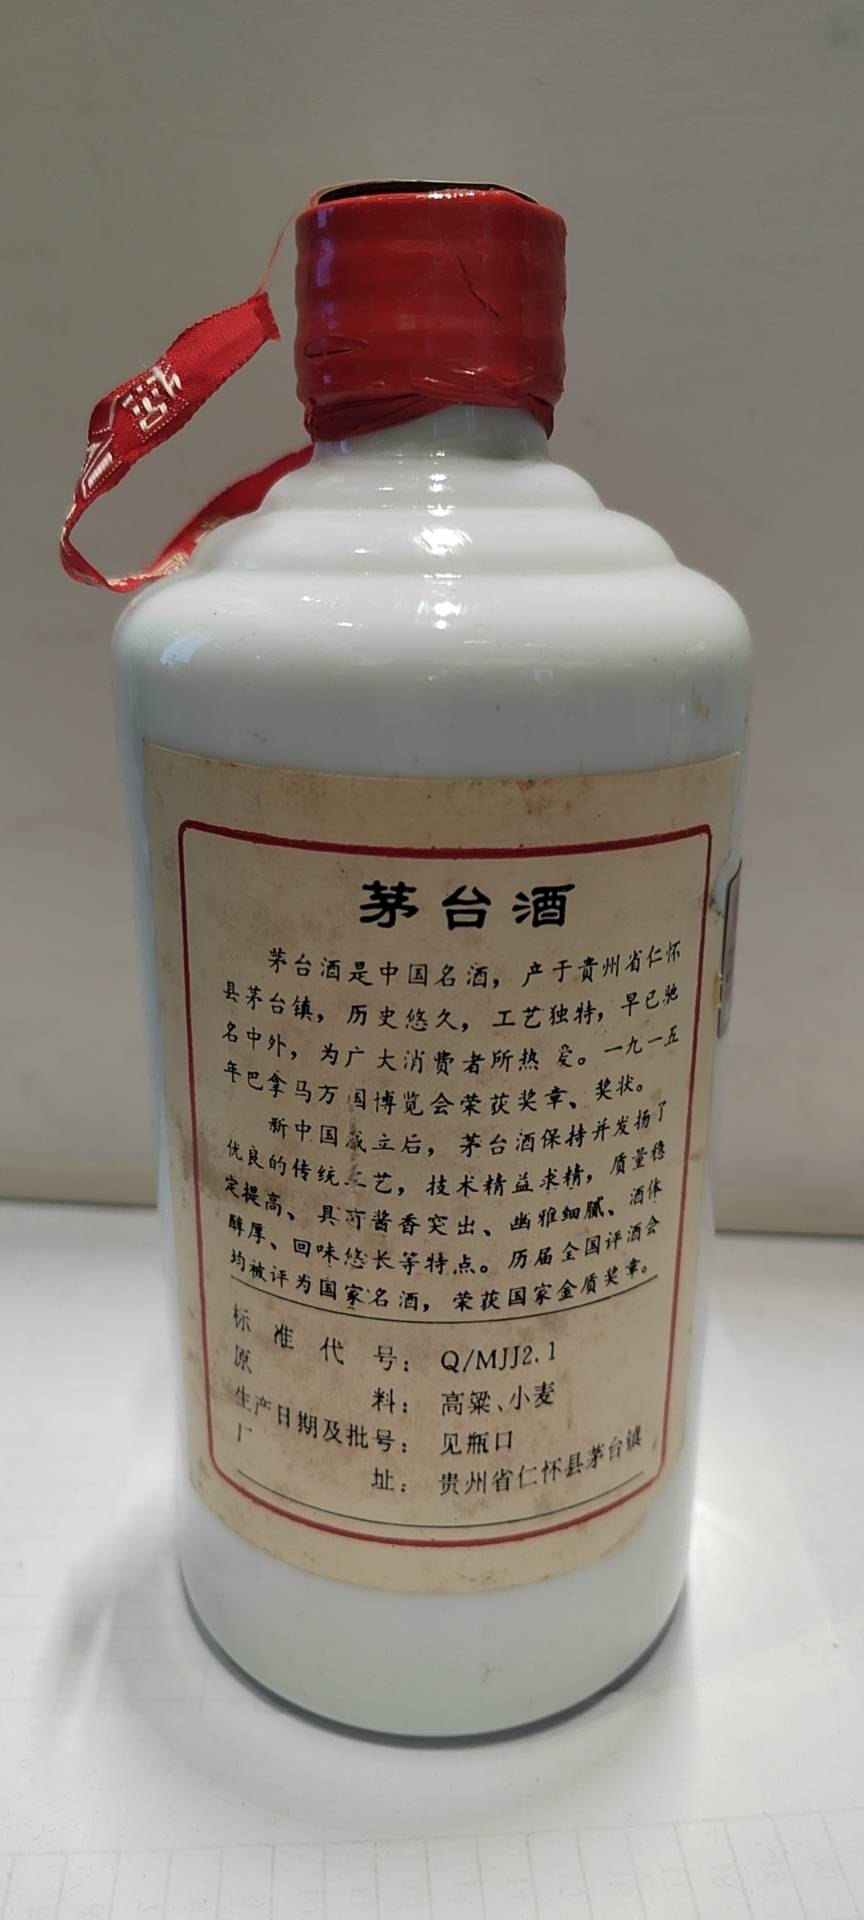 茅台酒
茅台酒是中国名酒，产于贵州省仁怀
县茅台镇，历史悠久，工艺独特，早已驰
名中外，为广大消费者所热爱。一九一五
年巴拿马万国博览会荣获奖章、奖状。
新中国成立后，茅台酒保持并发扬了
优良的传统工艺，技术精益求精，质量稳
定提高、具有酱香突出、幽雅细腻、酒体
醇厚、回味悠长等特点。历届全国评酒会
均被评为国家名酒，荣获国家金质奖章。
标准代号：Q/MJJ2.1
原料：高粱、小麦
生产日期及批号：见瓶口
厂址：贵州省仁怀县茅台镇